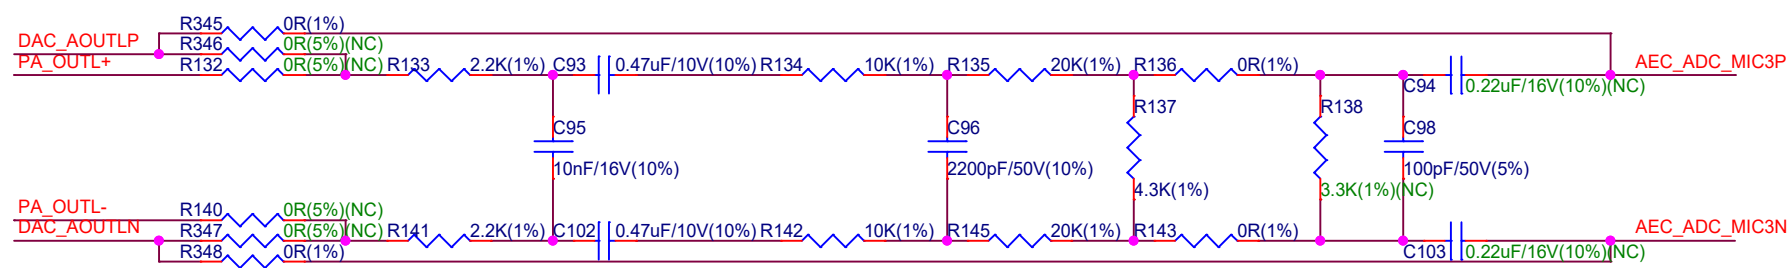 R345 0R(1%)
DAC_AOUTLP R346 0R(5%)(NC)
PA_OUTL+ R132 0R(5%)(NC) R133 2.2K(1%) C93 0.47uF/10V(10%) R134 10K(1%) R135 20K(1%) R136 0R(1%) AEC_ADC_MIC3P
C94 0.22uF/16V(10%)(NC)
R137 R138
C95 C96 C98
10nF/16V(10%) 2200pF/50V(10%) 100pF/50V(5%)
4.3K(1%) 3.3K(1%)(NC)
PA_OUTL- R140 0R(5%)(NC)
DAC_AOUTLN R347 0R(5%)(NC) R141 2.2K(1%) C102 0.47uF/10V(10%) R142 10K(1%) R145 20K(1%) R143 0R(1%) AEC_ADC_MIC3N
R348 0R(1%) C103 0.22uF/16V(10%)(NC)